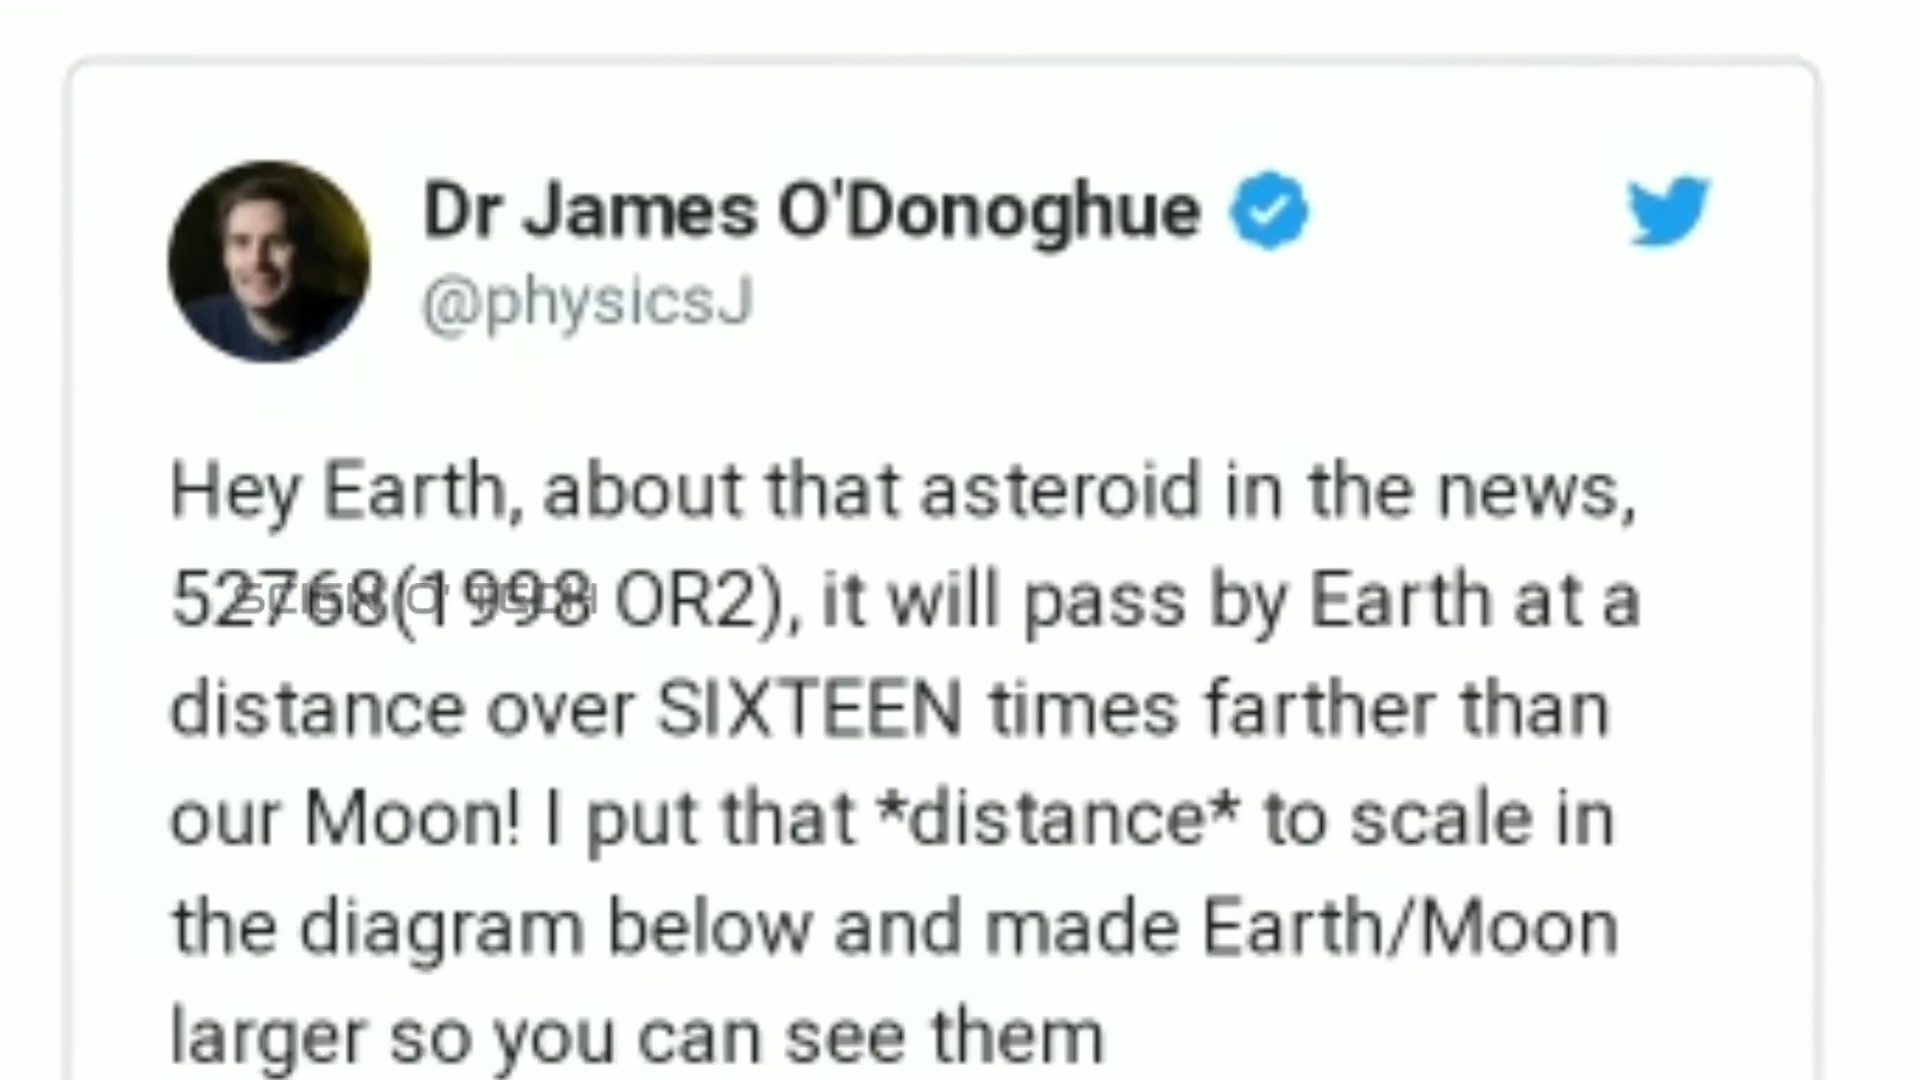 Dr James O'Donoghue
@physicsJ
Hey Earth, about that asteroid in the news,
52768(1998 OR2), it will pass by Earth at a
distance over SIXTEEN times farther than
our Moon! I put that *distance* to scale in
the diagram below and made Earth/Moon
larger so you can see them